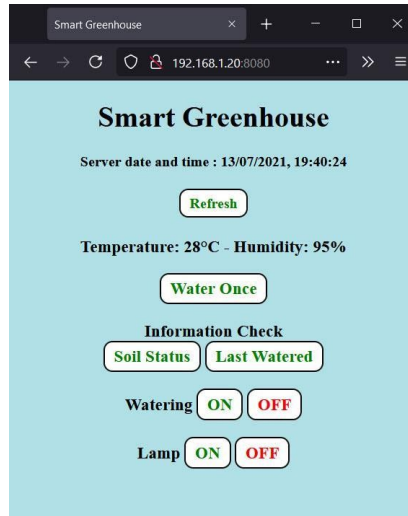 Smart Greenhouse
192.168.1.20:8080
Smart Greenhouse
Server date and time : 13/07/2021, 19:40:24
Refresh
Temperature: 28°C - Humidity: 95%
Water Once
Information Check
Soil Status Last Watered
Watering ON OFF
Lamp ON OFF